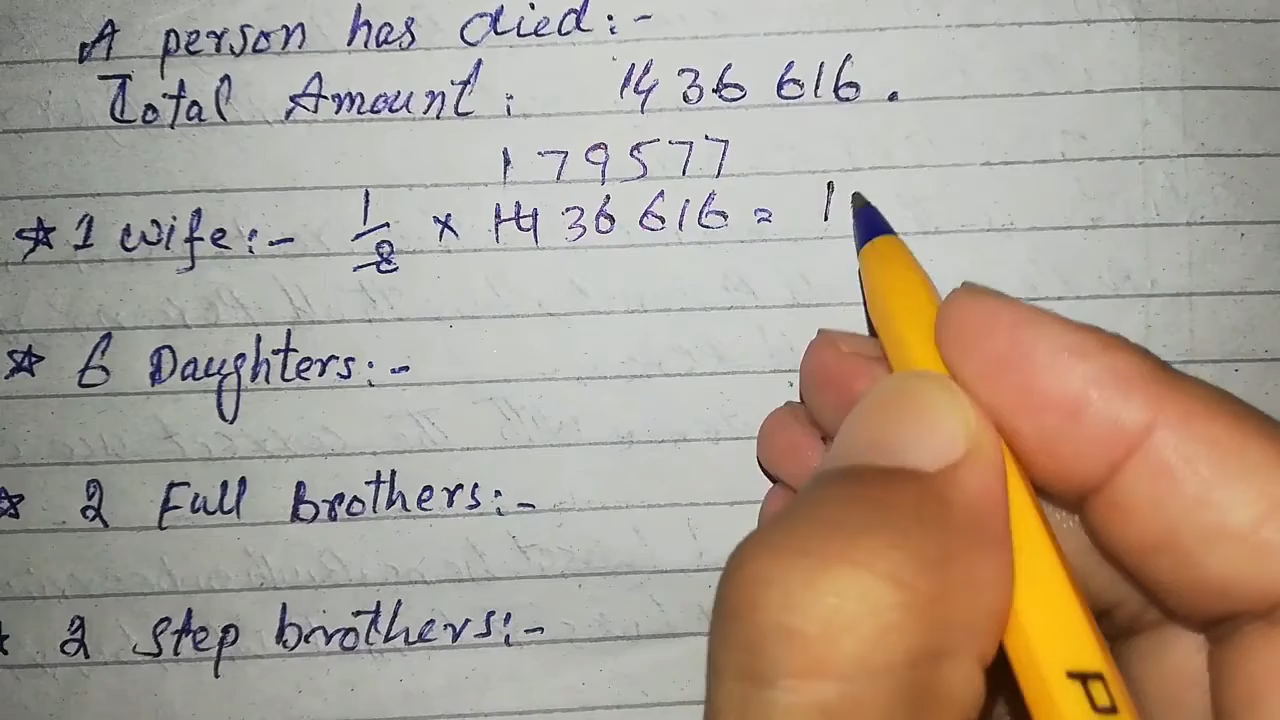 A person has died:-
Total Amount: 1436616.
179577
☆ 1 wife:- 1/8 × 1436616 = 1
☆ 6 Daughters:-
☆ 2 Full Brothers:-
☆ 2 Step brothers:-
P